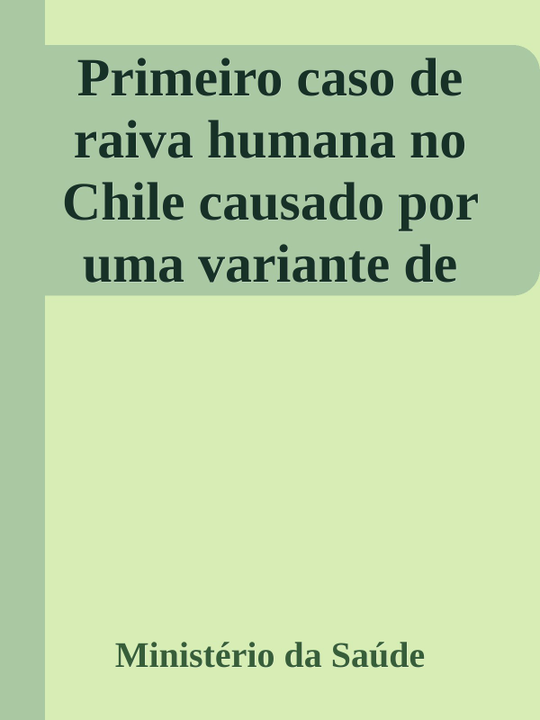 Primeiro caso de
raiva humana no
Chile causado por
uma variante de
Ministério da Saúde